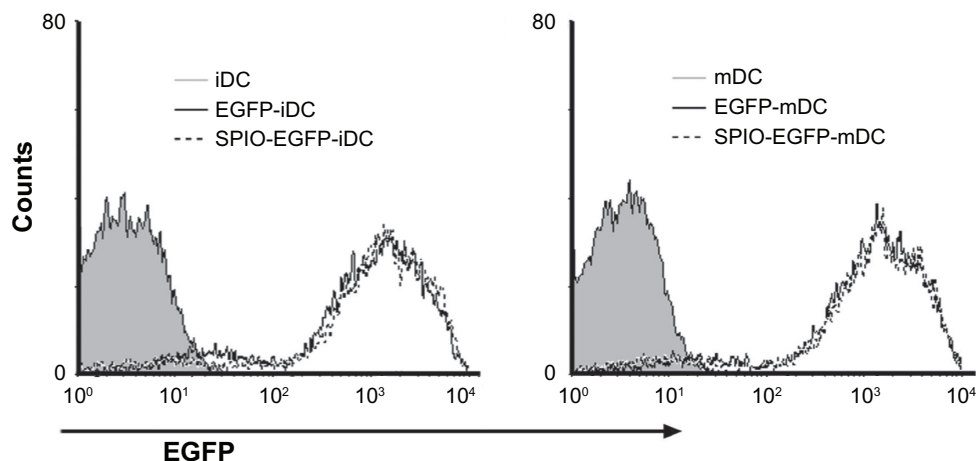 80
Counts
0
iDC
EGFP-iDC
SPIO-EGFP-iDC
10⁰ 10¹ 10² 10³ 10⁴
80
0
mDC
EGFP-mDC
SPIO-EGFP-mDC
10⁰ 10¹ 10² 10³ 10⁴
EGFP